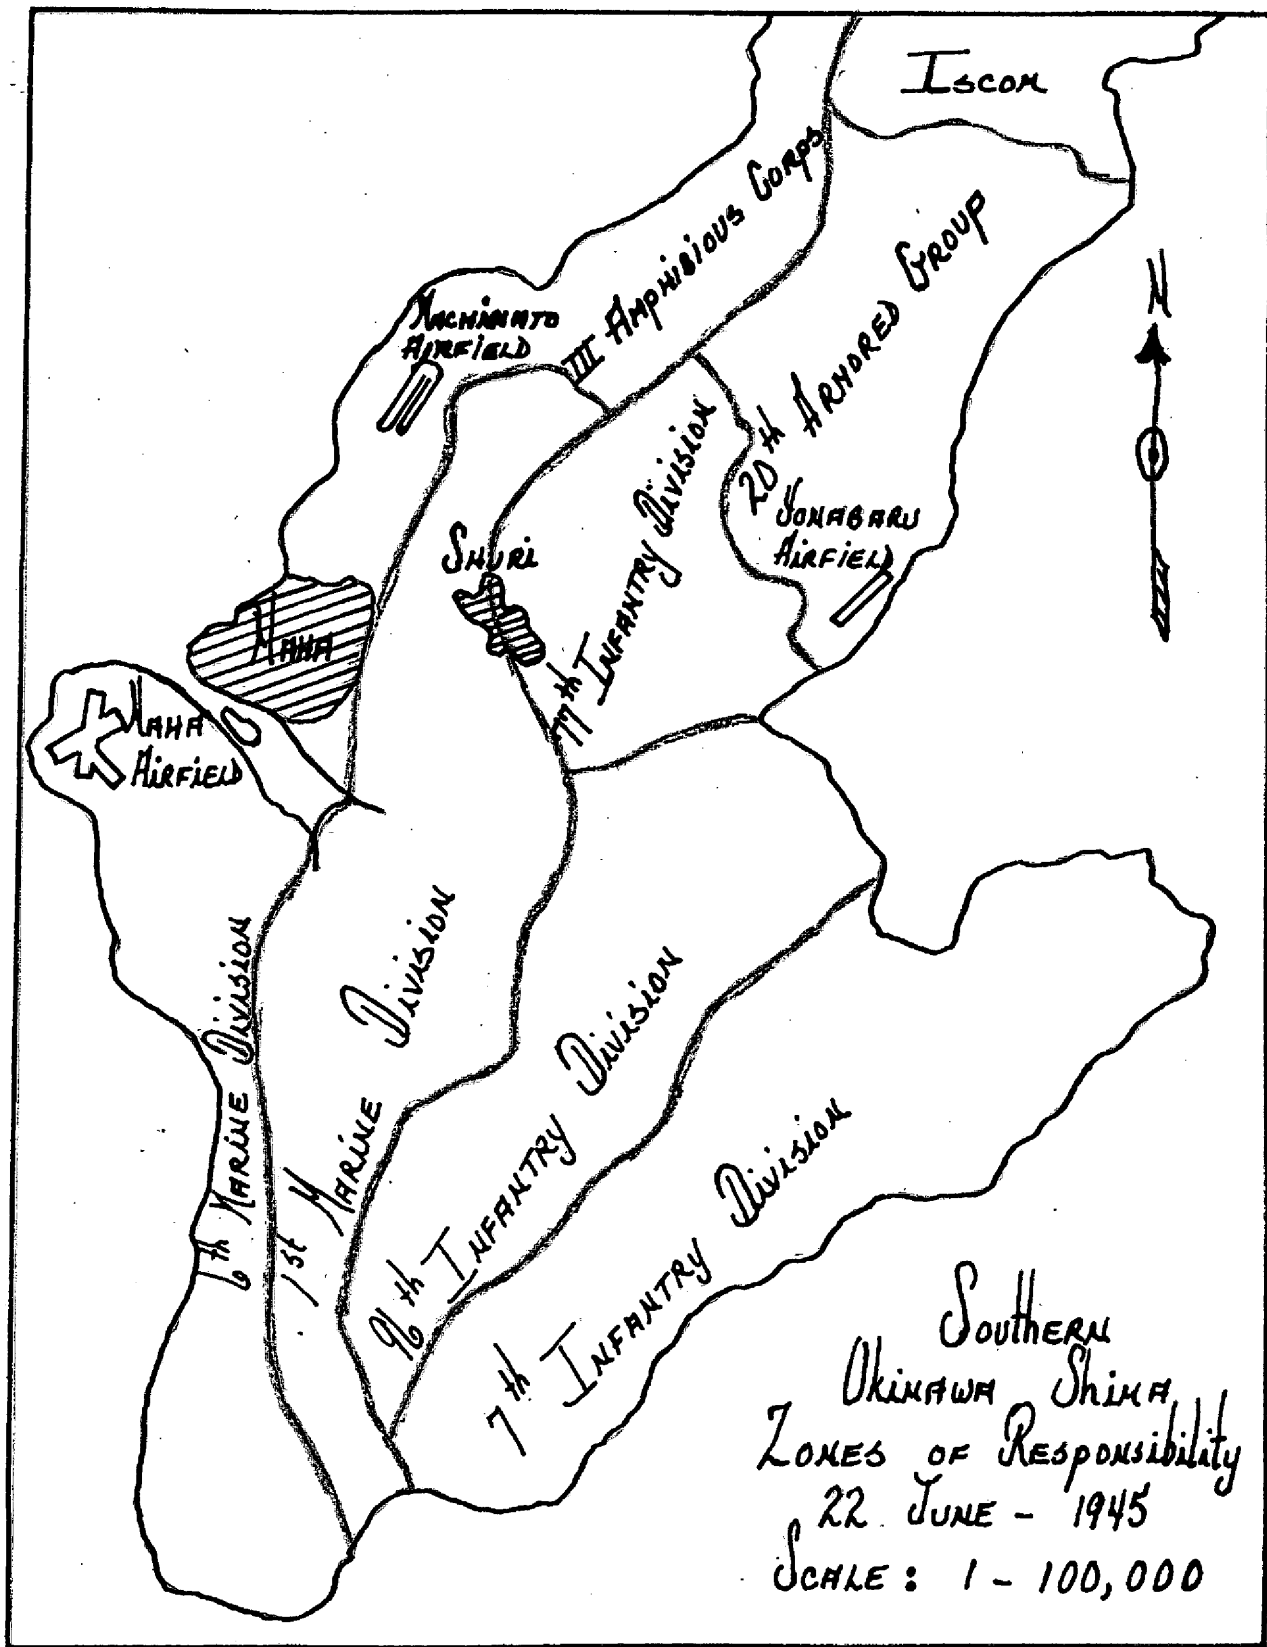 Iscom
III Amphibious Corps
20th Armored Group
N
Machinato
Airfield
77th Infantry Division
Yonabaru
Airfield
Shuri
Naha
Naha
Airfield
6th Marine Division
1st Marine Division
96th Infantry Division
7th Infantry Division
Southern
Okinawa Shima
Zones of Responsibility
22 June - 1945
Scale: 1 - 100,000